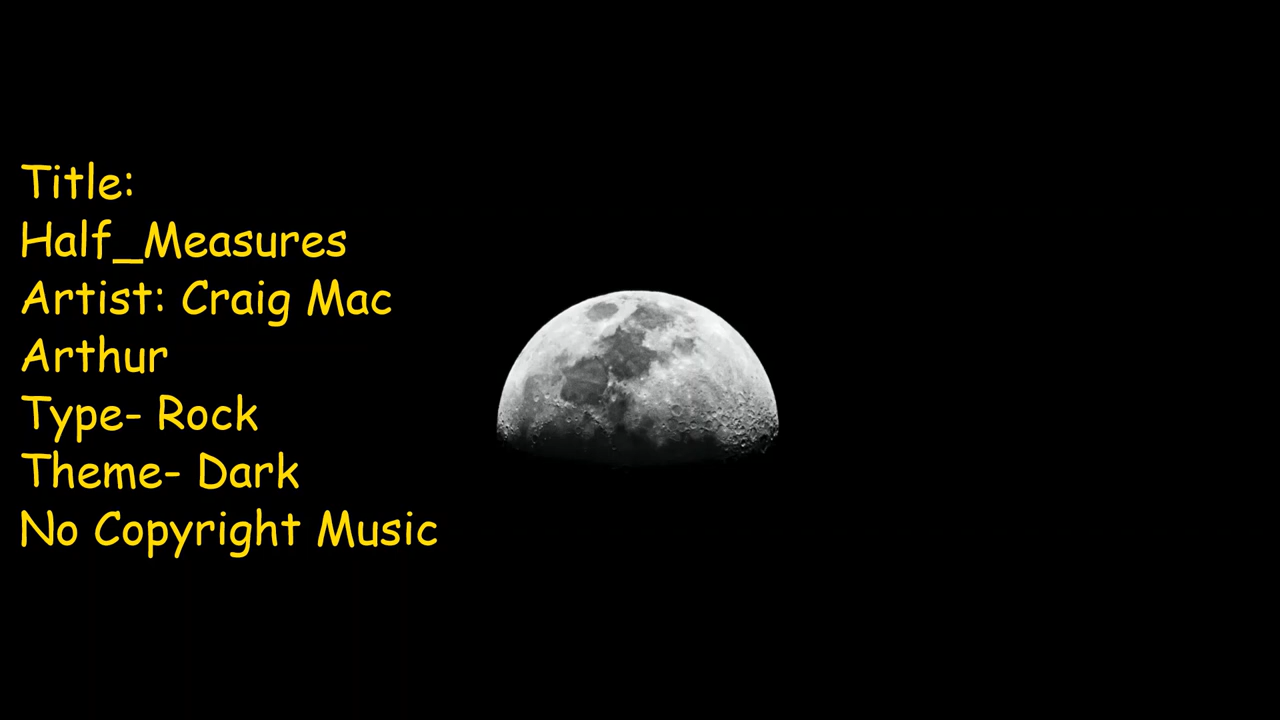 Title:
Half_Measures
Artist: Craig Mac
Arthur
Type- Rock
Theme- Dark
No Copyright Music